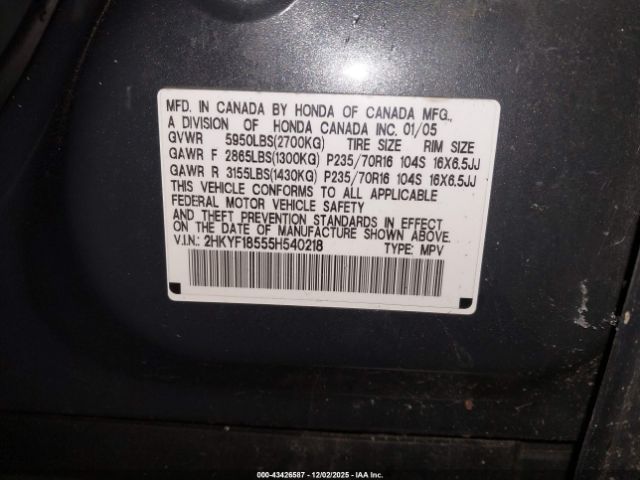 MFD. IN CANADA BY HONDA OF CANADA MFG.,
A DIVISION OF HONDA CANADA INC. 01/05
GVWR 5950LBS(2700KG) TIRE SIZE RIM SIZE
GAWR F 2865LBS(1300KG) P235/70R16 104S 16X6.5JJ
GAWR R 3155LBS(1430KG) P235/70R16 104S 16X6.5JJ
THIS VEHICLE CONFORMS TO ALL APPLICABLE
FEDERAL MOTOR VEHICLE SAFETY
AND THEFT PREVENTION STANDARDS IN EFFECT
ON THE DATE OF MANUFACTURE SHOWN ABOVE.
V.I.N.: 2HKYF18555H540218 TYPE: MPV
000-43426587 - 12/02/2025 - IAA Inc.